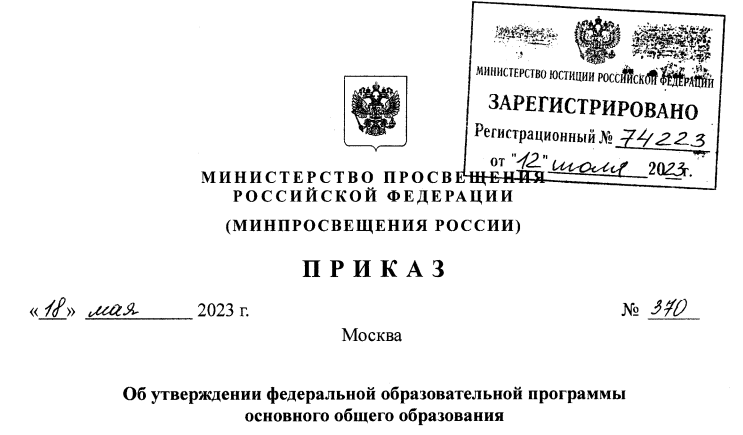 МИНИСТЕРСТВО ЮСТИЦИИ РОССИЙСКОЙ ФЕДЕРАЦИИ
ЗАРЕГИСТРИРОВАНО
Регистрационный № 74223
от "12" июля 2023г.
МИНИСТЕРСТВО ПРОСВЕЩЕНИЯ
РОССИЙСКОЙ ФЕДЕРАЦИИ
(МИНПРОСВЕЩЕНИЯ РОССИИ)
ПРИКАЗ
«18» мая 2023 г. № 370
Москва
Об утверждении федеральной образовательной программы
основного общего образования